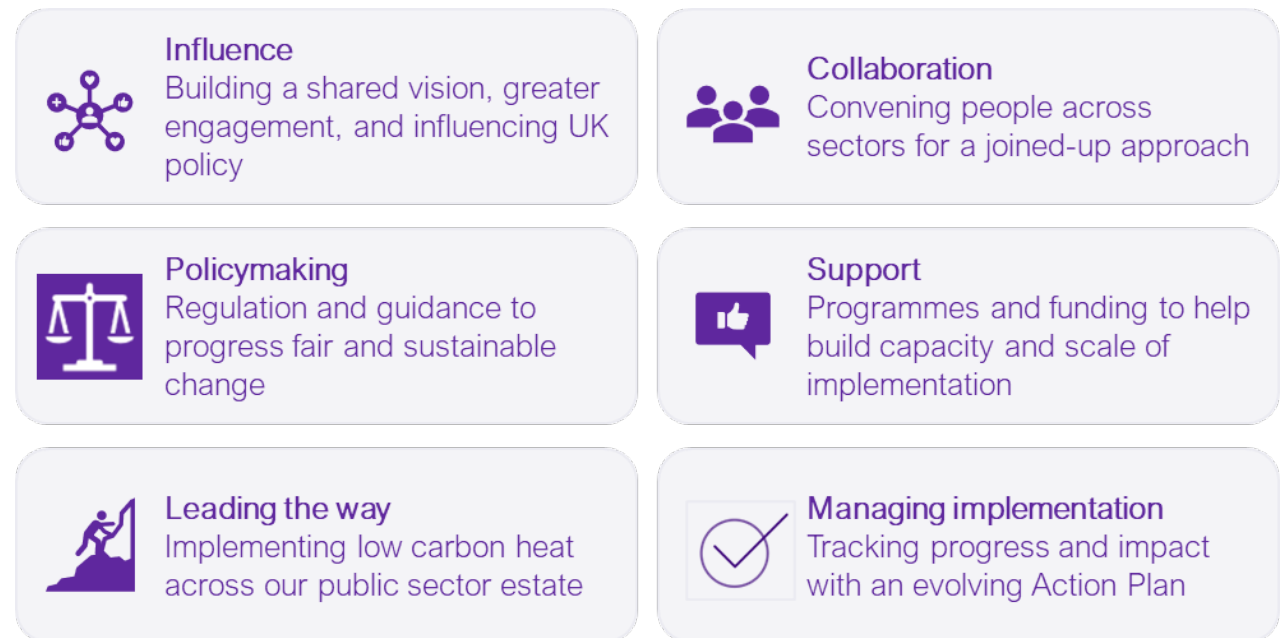 Influence
Building a shared vision, greater
engagement, and influencing UK
policy
Collaboration
Convening people across
sectors for a joined-up approach
Policymaking
Regulation and guidance to
progress fair and sustainable
change
Support
Programmes and funding to help
build capacity and scale of
implementation
Leading the way
Implementing low carbon heat
across our public sector estate
Managing implementation
Tracking progress and impact
with an evolving Action Plan